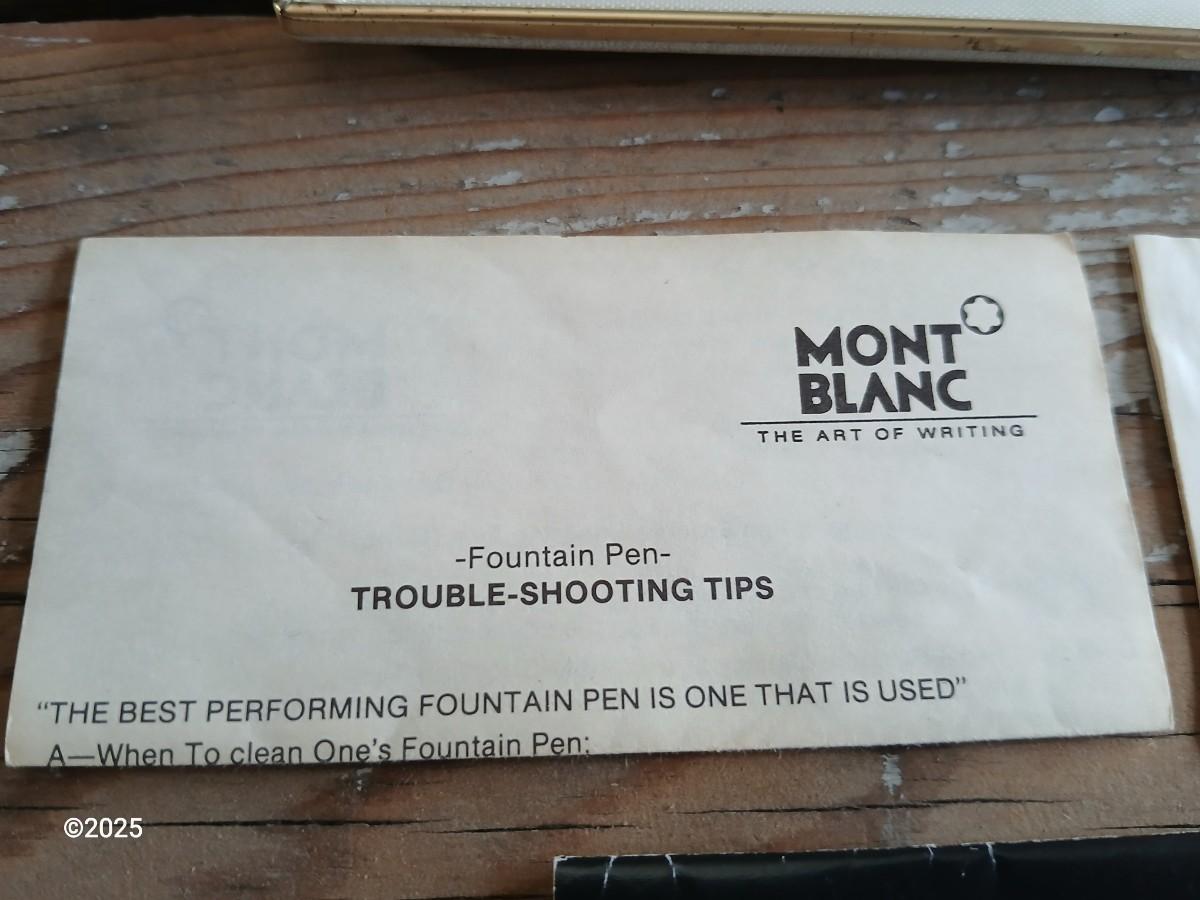 MONT
BLANC
THE ART OF WRITING
-Fountain Pen-
TROUBLE-SHOOTING TIPS
“THE BEST PERFORMING FOUNTAIN PEN IS ONE THAT IS USED”
A—When To clean One's Fountain Pen:
©2025